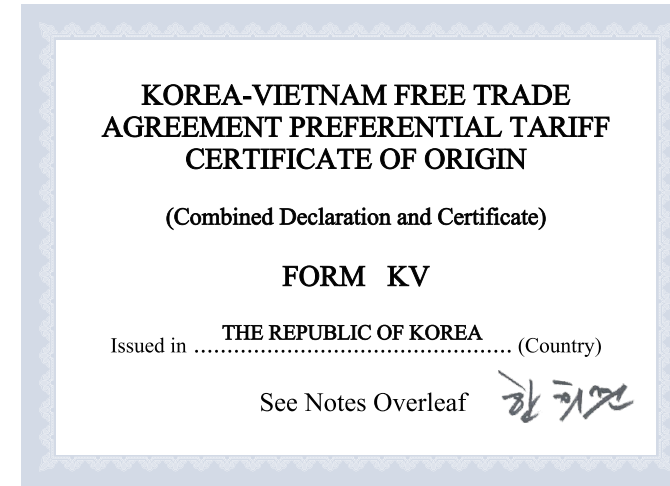 KOREA-VIETNAM FREE TRADE
AGREEMENT PREFERENTIAL TARIFF
CERTIFICATE OF ORIGIN
(Combined Declaration and Certificate)
FORM KV
Issued in THE REPUBLIC OF KOREA (Country)
See Notes Overleaf